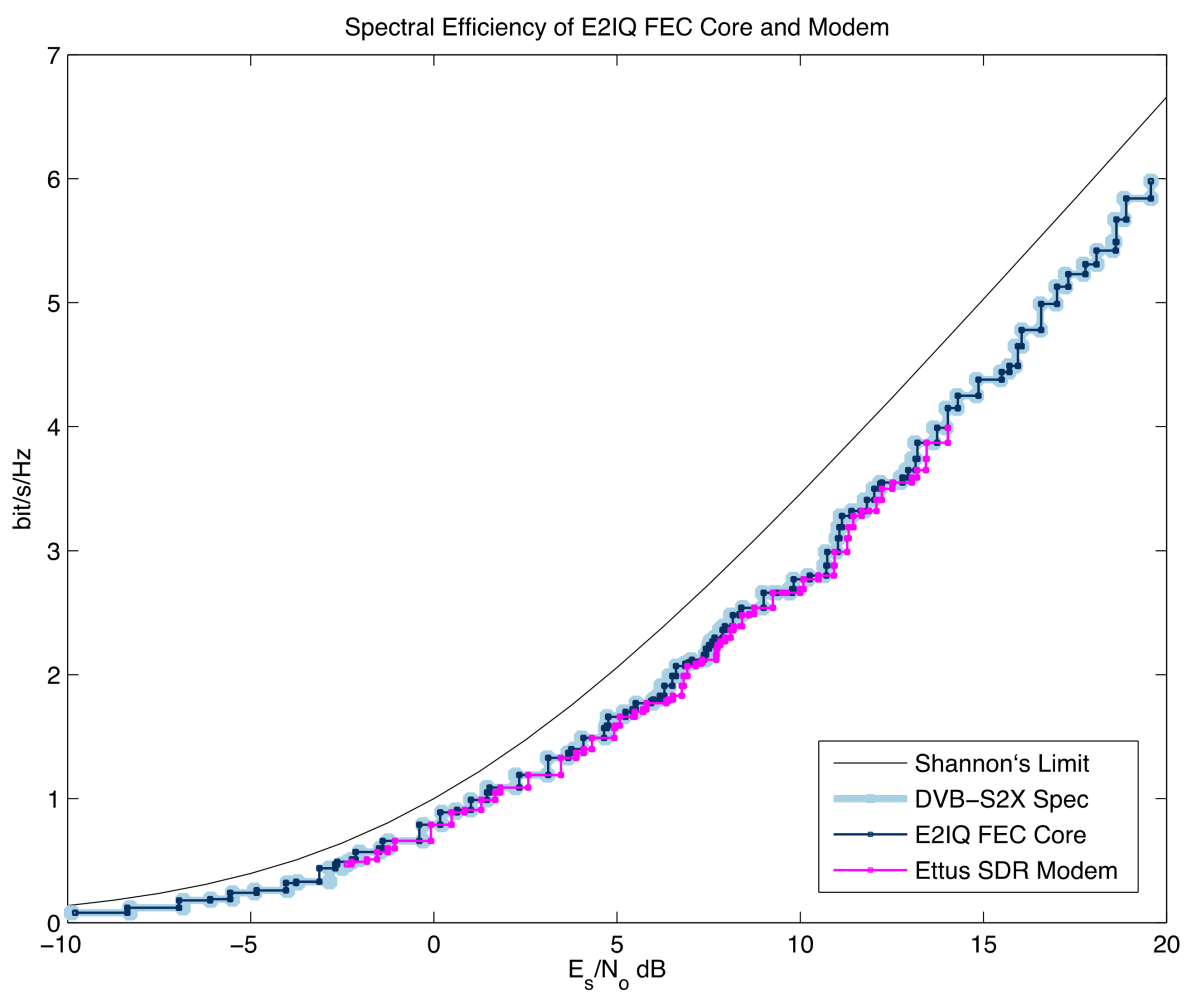 Spectral Efficiency of E2IQ FEC Core and Modem
7
6
5
4
3
2
1
0
bit/s/Hz
−10
−5
0
5
10
15
20
Es/No dB
Shannon‘s Limit
DVB−S2X Spec
E2IQ FEC Core
Ettus SDR Modem